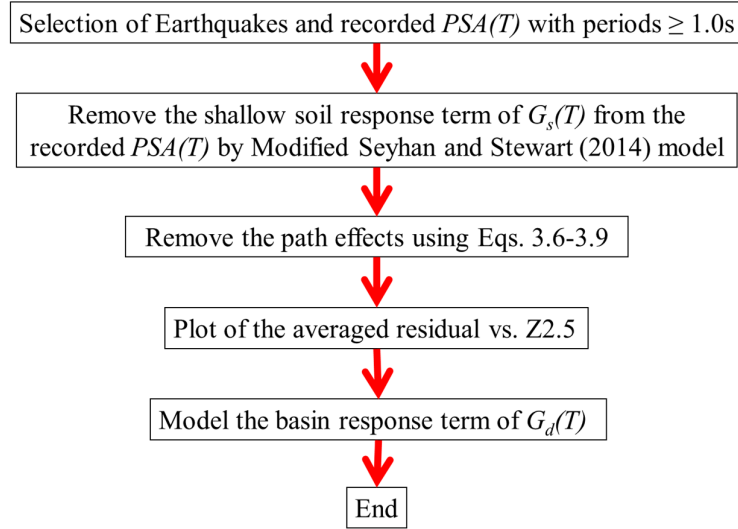 Selection of Earthquakes and recorded PSA(T) with periods ≥ 1.0s
Remove the shallow soil response term of Gs(T) from the
recorded PSA(T) by Modified Seyhan and Stewart (2014) model
Remove the path effects using Eqs. 3.6-3.9
Plot of the averaged residual vs. Z2.5
Model the basin response term of Gd(T)
End